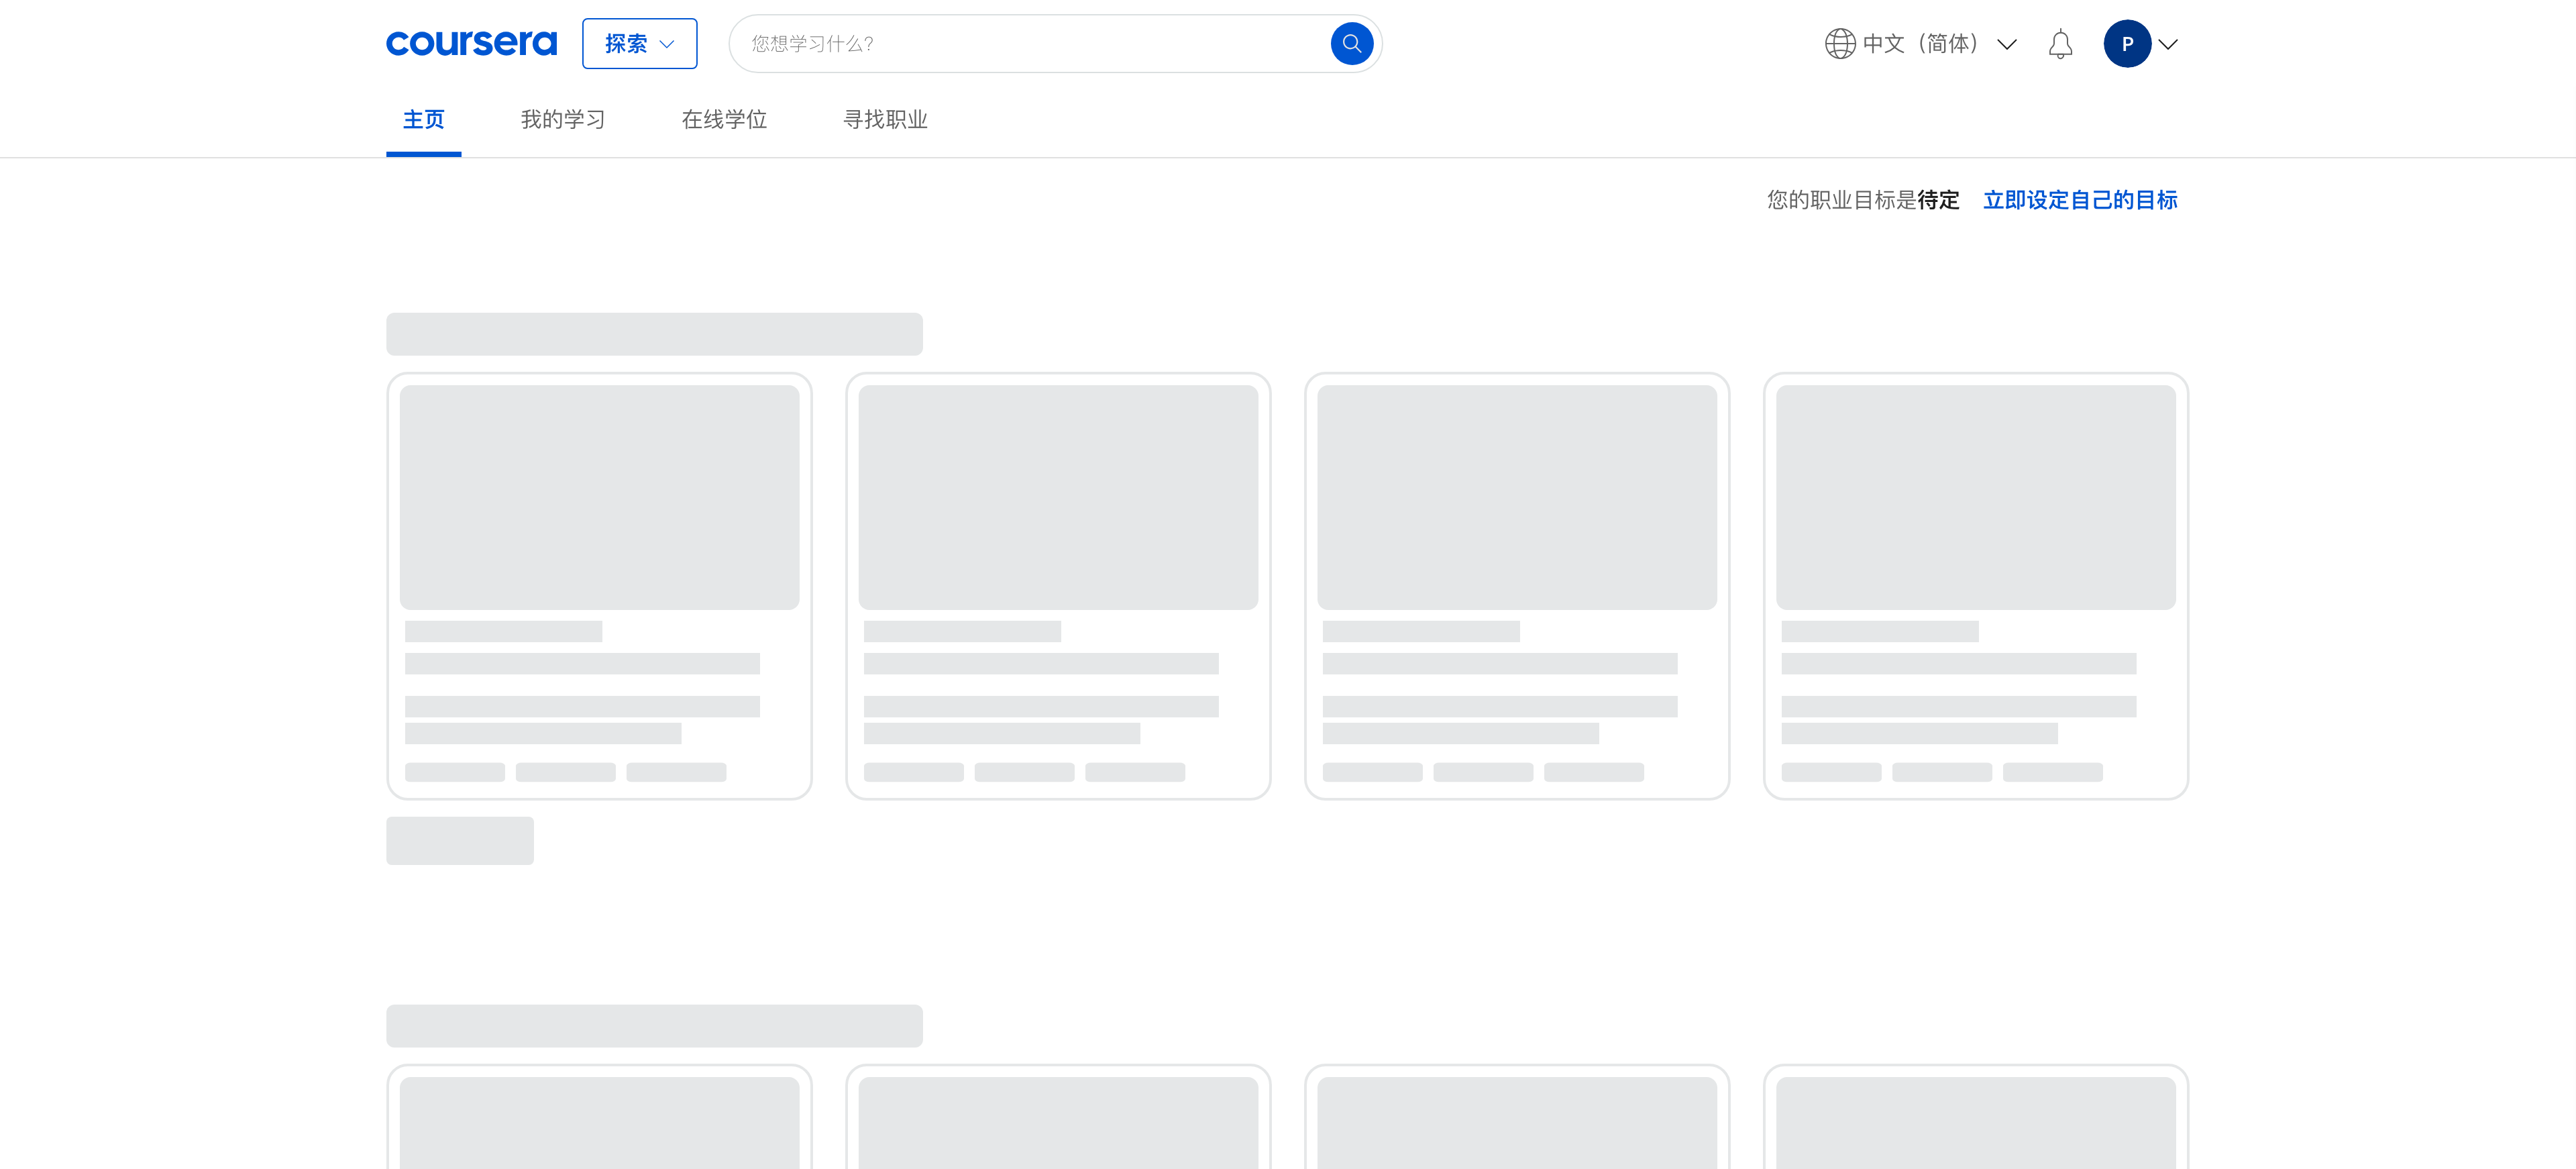 coursera 探索 您想学习什么? 中文（简体） P
主页 我的学习 在线学位 寻找职业
您的职业目标是待定 立即设定自己的目标